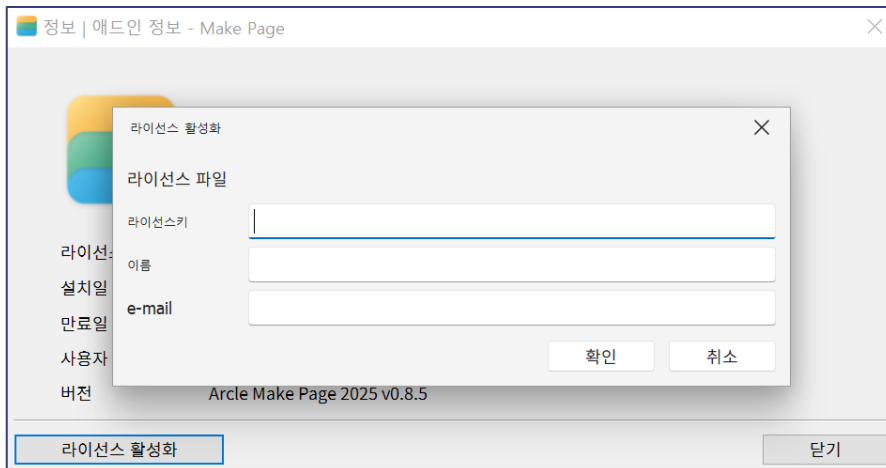 정보 | 애드인 정보 - Make Page
라이선스 활성화
라이선스 파일
라이선스키
이름
e-mail
확인 취소
설치일
만료일
사용자
버전 Arcle Make Page 2025 v0.8.5
라이선스 활성화 닫기